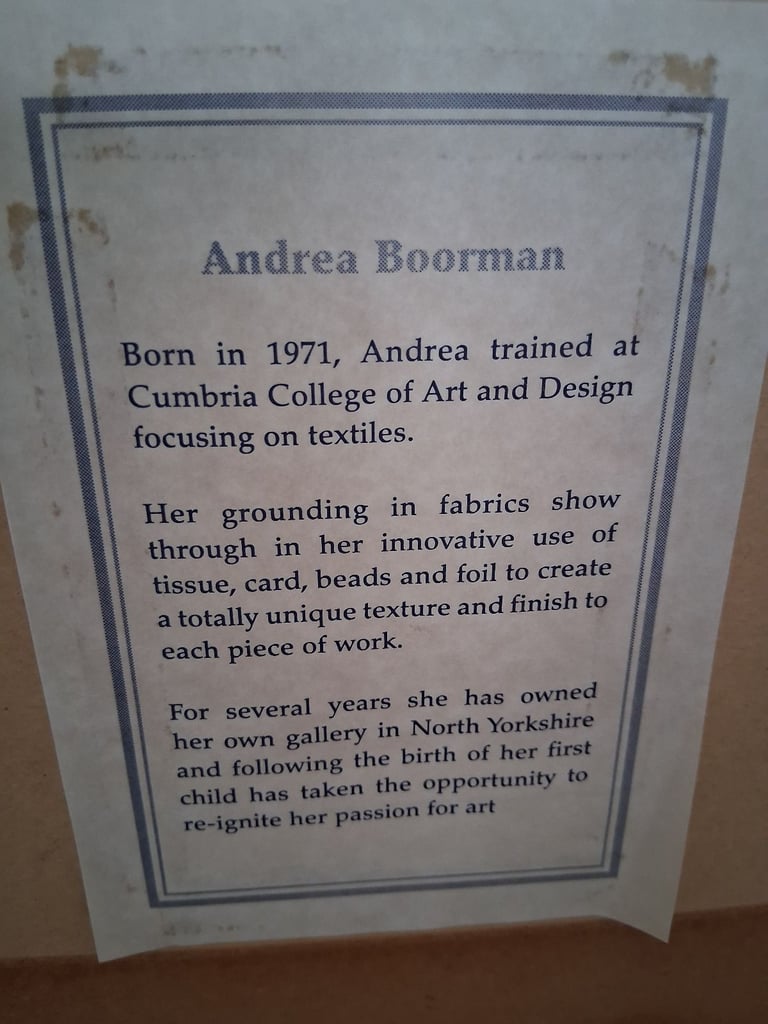 Andrea Boorman
Born in 1971, Andrea trained at
Cumbria College of Art and Design
focusing on textiles.
Her grounding in fabrics show
through in her innovative use of
tissue, card, beads and foil to create
a totally unique texture and finish to
each piece of work.
For several years she has owned
her own gallery in North Yorkshire
and following the birth of her first
child has taken the opportunity to
re-ignite her passion for art